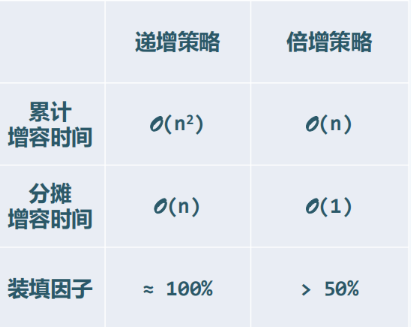 递增策略 倍增策略
累计
增容时间 𝒪(n²) 𝒪(n)
分摊
增容时间 𝒪(n) 𝒪(1)
装填因子 ≈ 100% > 50%